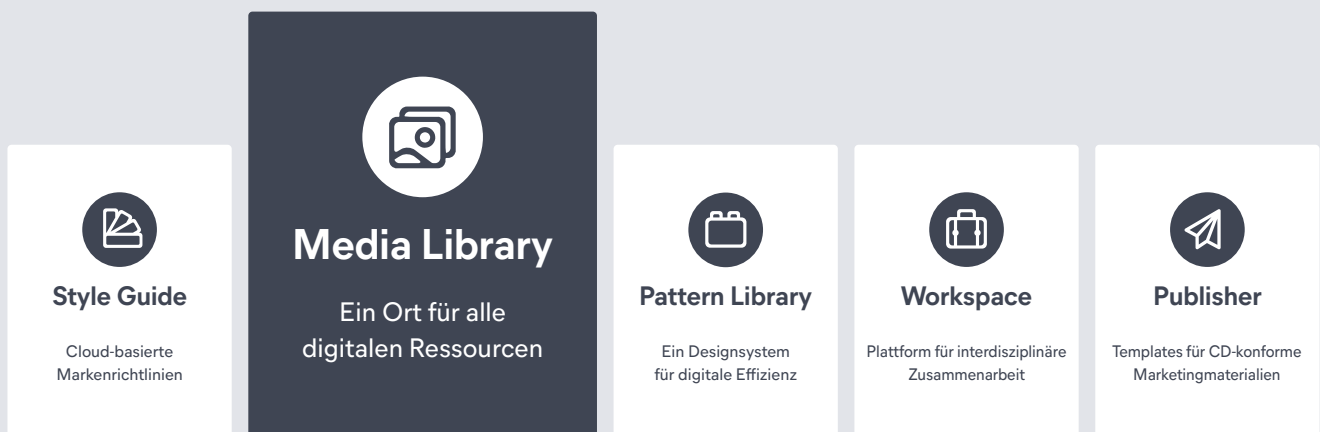 Style Guide
Cloud-basierte
Markenrichtlinien
Media Library
Ein Ort für alle
digitalen Ressourcen
Pattern Library
Ein Designsystem
für digitale Effizienz
Workspace
Plattform für interdisziplinäre
Zusammenarbeit
Publisher
Templates für CD-konforme
Marketingmaterialien